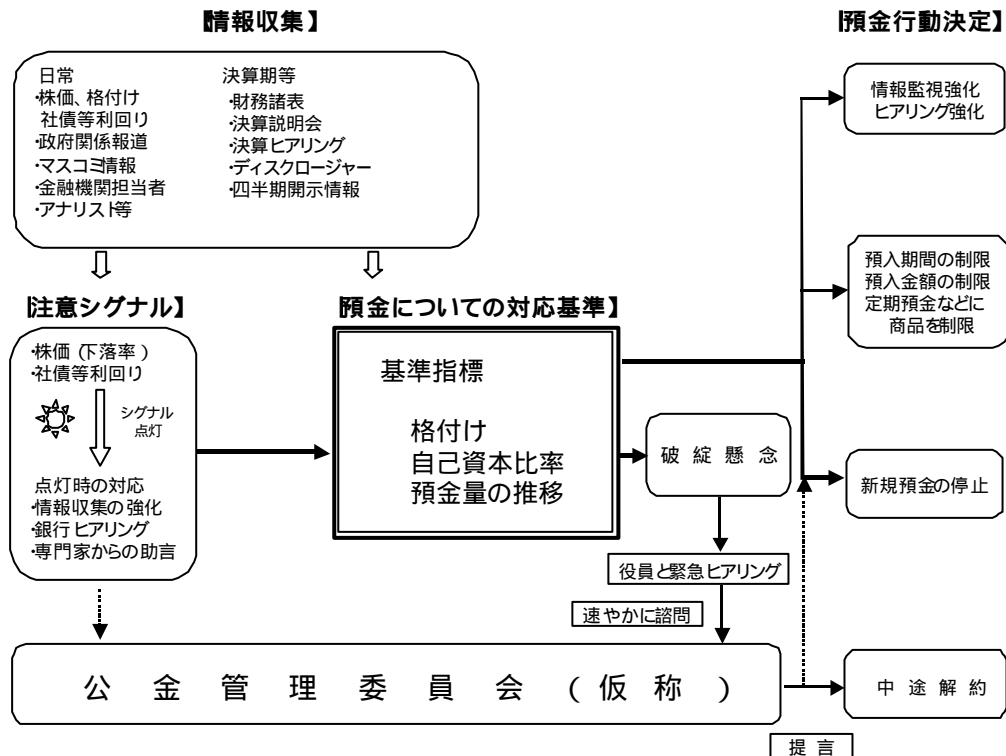 【情報収集】
日常
・株価、格付け
社債等利回り
・政府関係報道
・マスコミ情報
・金融機関担当者
・アナリスト等
決算期等
・財務諸表
・決算説明会
・決算ヒアリング
・ディスクロージャー
・四半期開示情報
【預金行動決定】
情報監視強化
ヒアリング強化
預入期間の制限
預入金額の制限
定期預金などに
商品を制限
新規預金の停止
中途解約
【注意シグナル】
・株価（下落率）
・社債等利回り
シグナル
点灯
点灯時の対応
・情報収集の強化
・銀行ヒアリング
・専門家からの助言
【預金についての対応基準】
基準指標
格付け
自己資本比率
預金量の推移
破綻懸念
役員と緊急ヒアリング
速やかに諮問
公金管理委員会（仮称）
提言